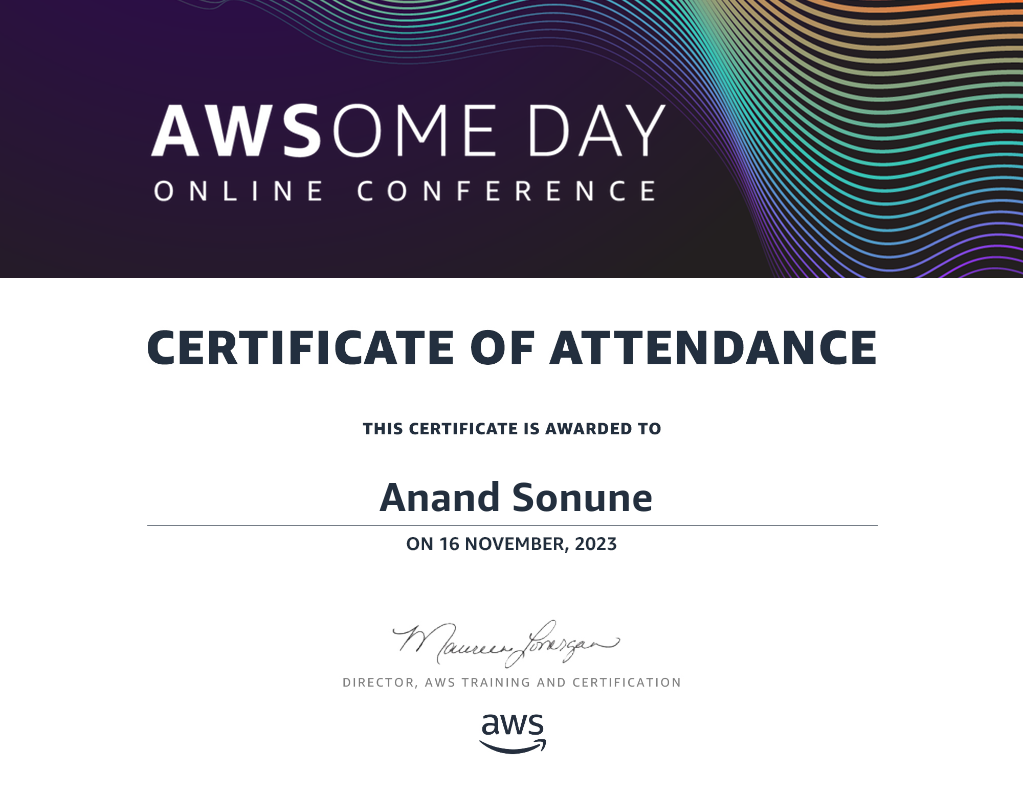 AWSOME DAY
ONLINE CONFERENCE
CERTIFICATE OF ATTENDANCE
THIS CERTIFICATE IS AWARDED TO
Anand Sonune
ON 16 NOVEMBER, 2023
Maureen Lonergan
DIRECTOR, AWS TRAINING AND CERTIFICATION
aws